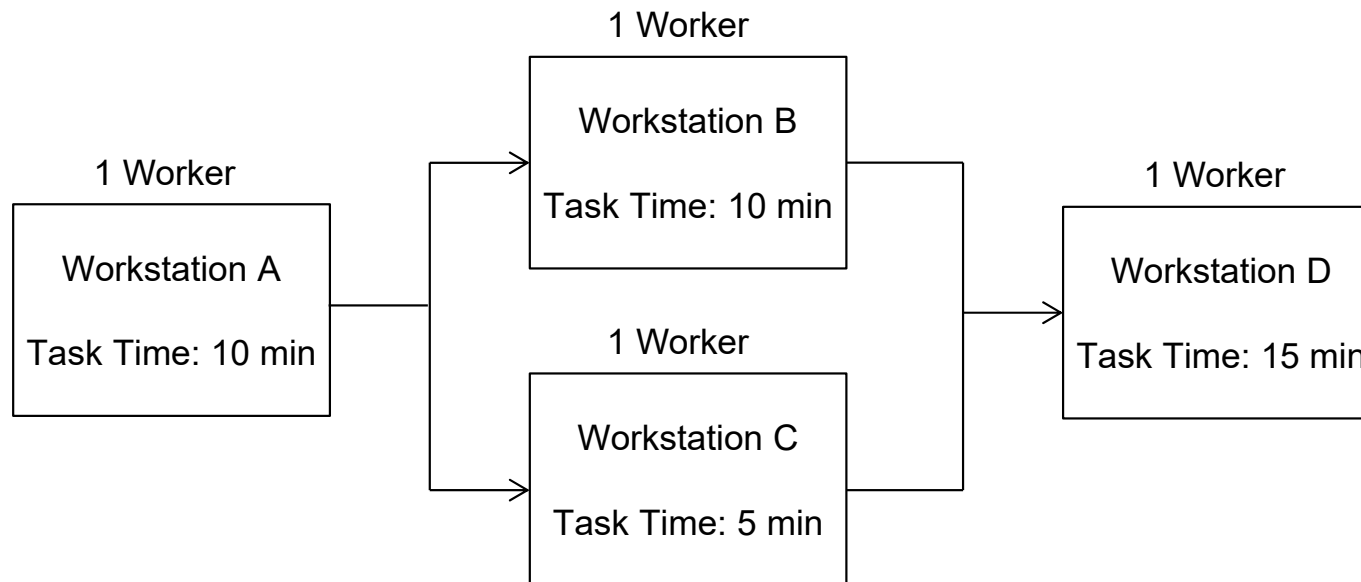 1 Worker
Workstation A
Task Time: 10 min
1 Worker
Workstation B
Task Time: 10 min
1 Worker
Workstation C
Task Time: 5 min
1 Worker
Workstation D
Task Time: 15 min